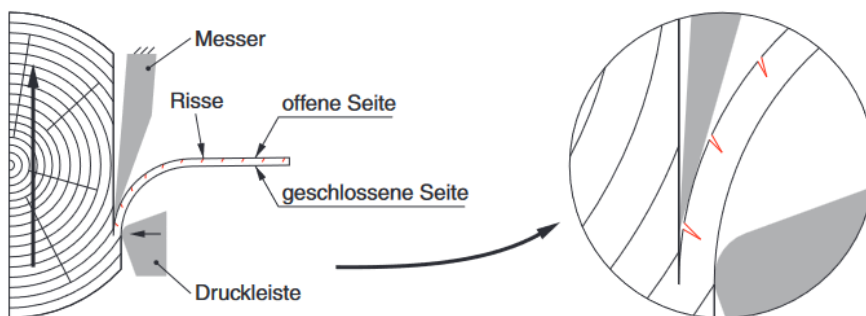 Messer
Risse
offene Seite
geschlossene Seite
Druckleiste